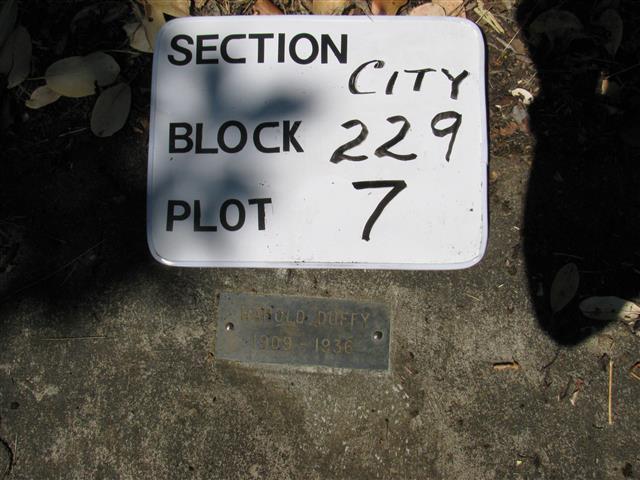 SECTION CITY
BLOCK 229
PLOT 7
HAROLD DUFFY
1909 - 1936